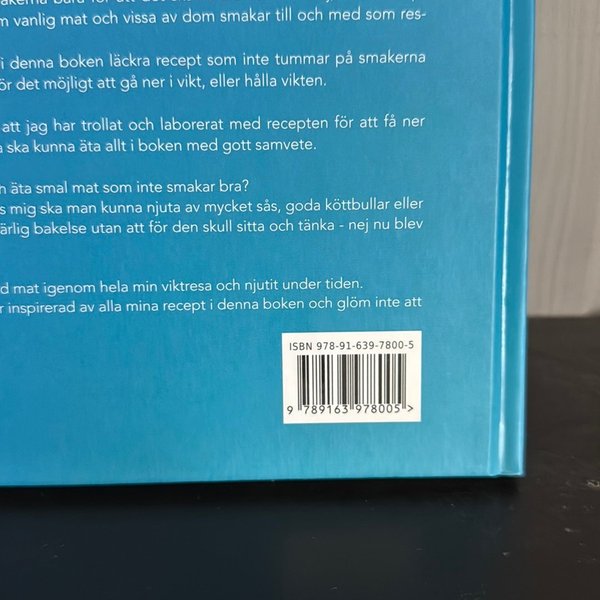 m vanlig mat och vissa av dom smakar till och med som res-
i denna boken läckra recept som inte tummar på smakerna
ör det möjligt att gå ner i vikt, eller hålla vikten.
att jag har trollat och laborerat med recepten för att få ner
a ska kunna äta allt i boken med gott samvete.
h äta smal mat som inte smakar bra?
s mig ska man kunna njuta av mycket sås, goda köttbullar eller
ärlig bakelse utan att för den skull sitta och tänka - nej nu blev
d mat igenom hela min viktresa och njutit under tiden.
r inspirerad av alla mina recept i denna boken och glöm inte att
ISBN 978-91-639-7800-5
9 789163 978005 >